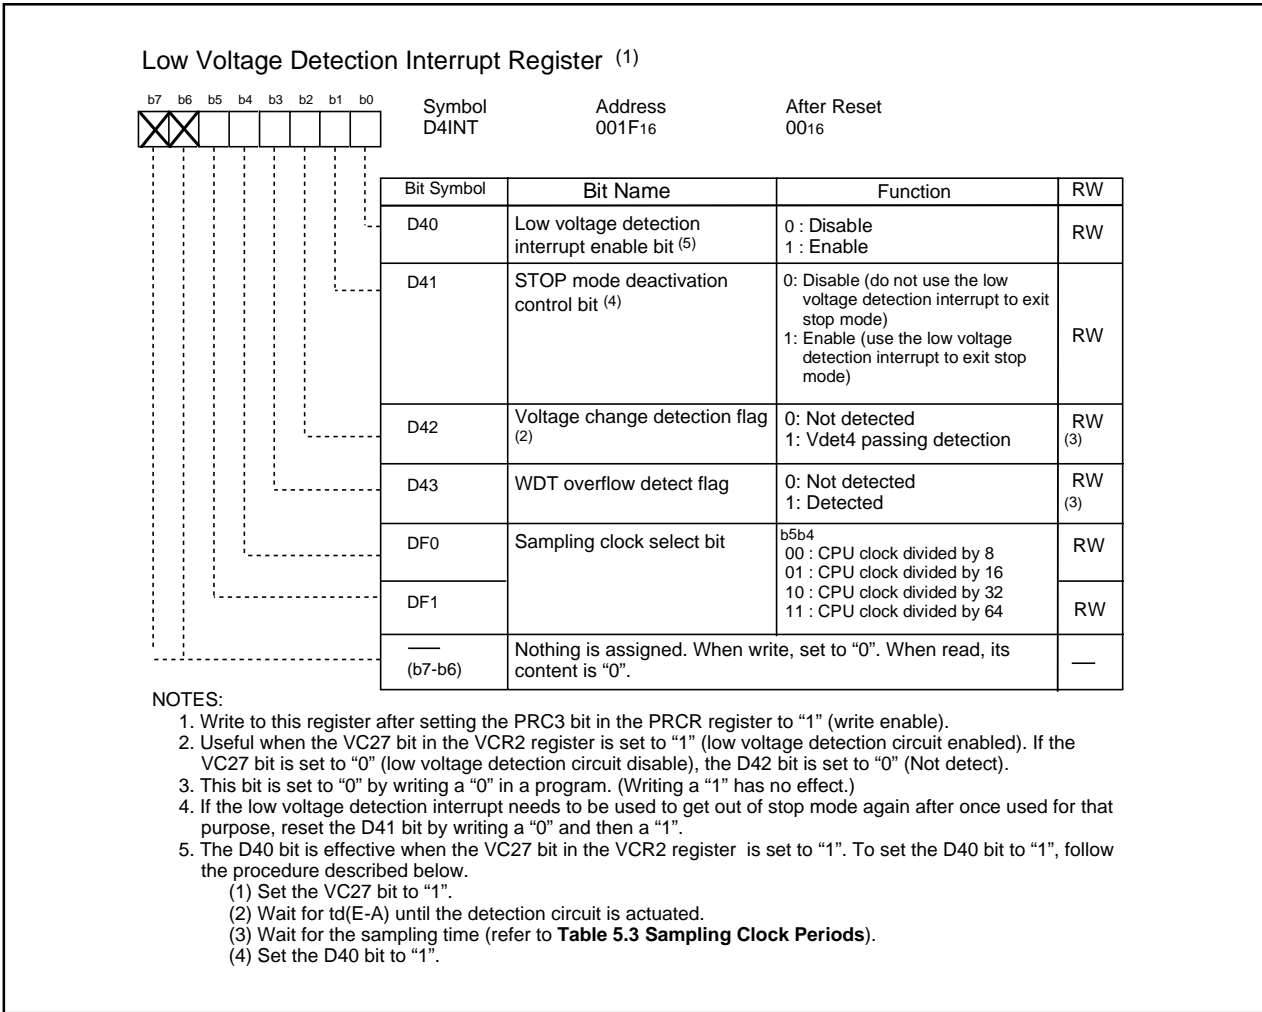 Low Voltage Detection Interrupt Register (1)
b7 b6 b5 b4 b3 b2 b1 b0
Symbol Address After Reset
D4INT 001F16 0016
Bit Symbol Bit Name Function RW
D40 Low voltage detection interrupt enable bit (5) 0 : Disable
1 : Enable RW
D41 STOP mode deactivation
control bit (4)
0: Disable (do not use the low
voltage detection interrupt to exit
stop mode)
1: Enable (use the low voltage
detection interrupt to exit stop
mode)
RW
D42 Voltage change detection flag
(2)
0: Not detected
1: Vdet4 passing detection
RW
(3)
D43 WDT overflow detect flag
0: Not detected
1: Detected
RW
(3)
DF0 Sampling clock select bit
b5b4
00 : CPU clock divided by 8
01 : CPU clock divided by 16
10 : CPU clock divided by 32
11 : CPU clock divided by 64
RW
DF1 RW
—
(b7-b6)
Nothing is assigned. When write, set to “0”. When read, its
content is “0”.
—
NOTES:
1. Write to this register after setting the PRC3 bit in the PRCR register to “1” (write enable).
2. Useful when the VC27 bit in the VCR2 register is set to “1” (low voltage detection circuit enabled). If the
VC27 bit is set to “0” (low voltage detection circuit disable), the D42 bit is set to “0” (Not detect).
3. This bit is set to “0” by writing a “0” in a program. (Writing a “1” has no effect.)
4. If the low voltage detection interrupt needs to be used to get out of stop mode again after once used for that
purpose, reset the D41 bit by writing a “0” and then a “1”.
5. The D40 bit is effective when the VC27 bit in the VCR2 register is set to “1”. To set the D40 bit to “1”, follow
the procedure described below.
(1) Set the VC27 bit to “1”.
(2) Wait for td(E-A) until the detection circuit is actuated.
(3) Wait for the sampling time (refer to Table 5.3 Sampling Clock Periods).
(4) Set the D40 bit to “1”.